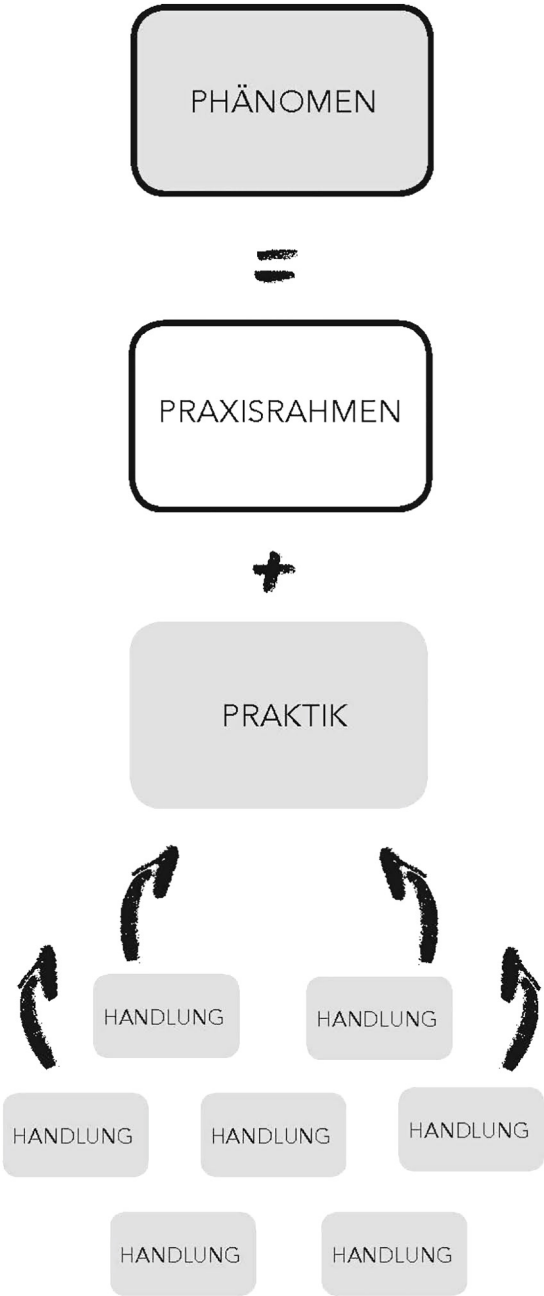 PHÄNOMEN
=
PRAXISRAHMEN
+
PRAKTIK
HANDLUNG HANDLUNG
HANDLUNG HANDLUNG HANDLUNG
HANDLUNG HANDLUNG